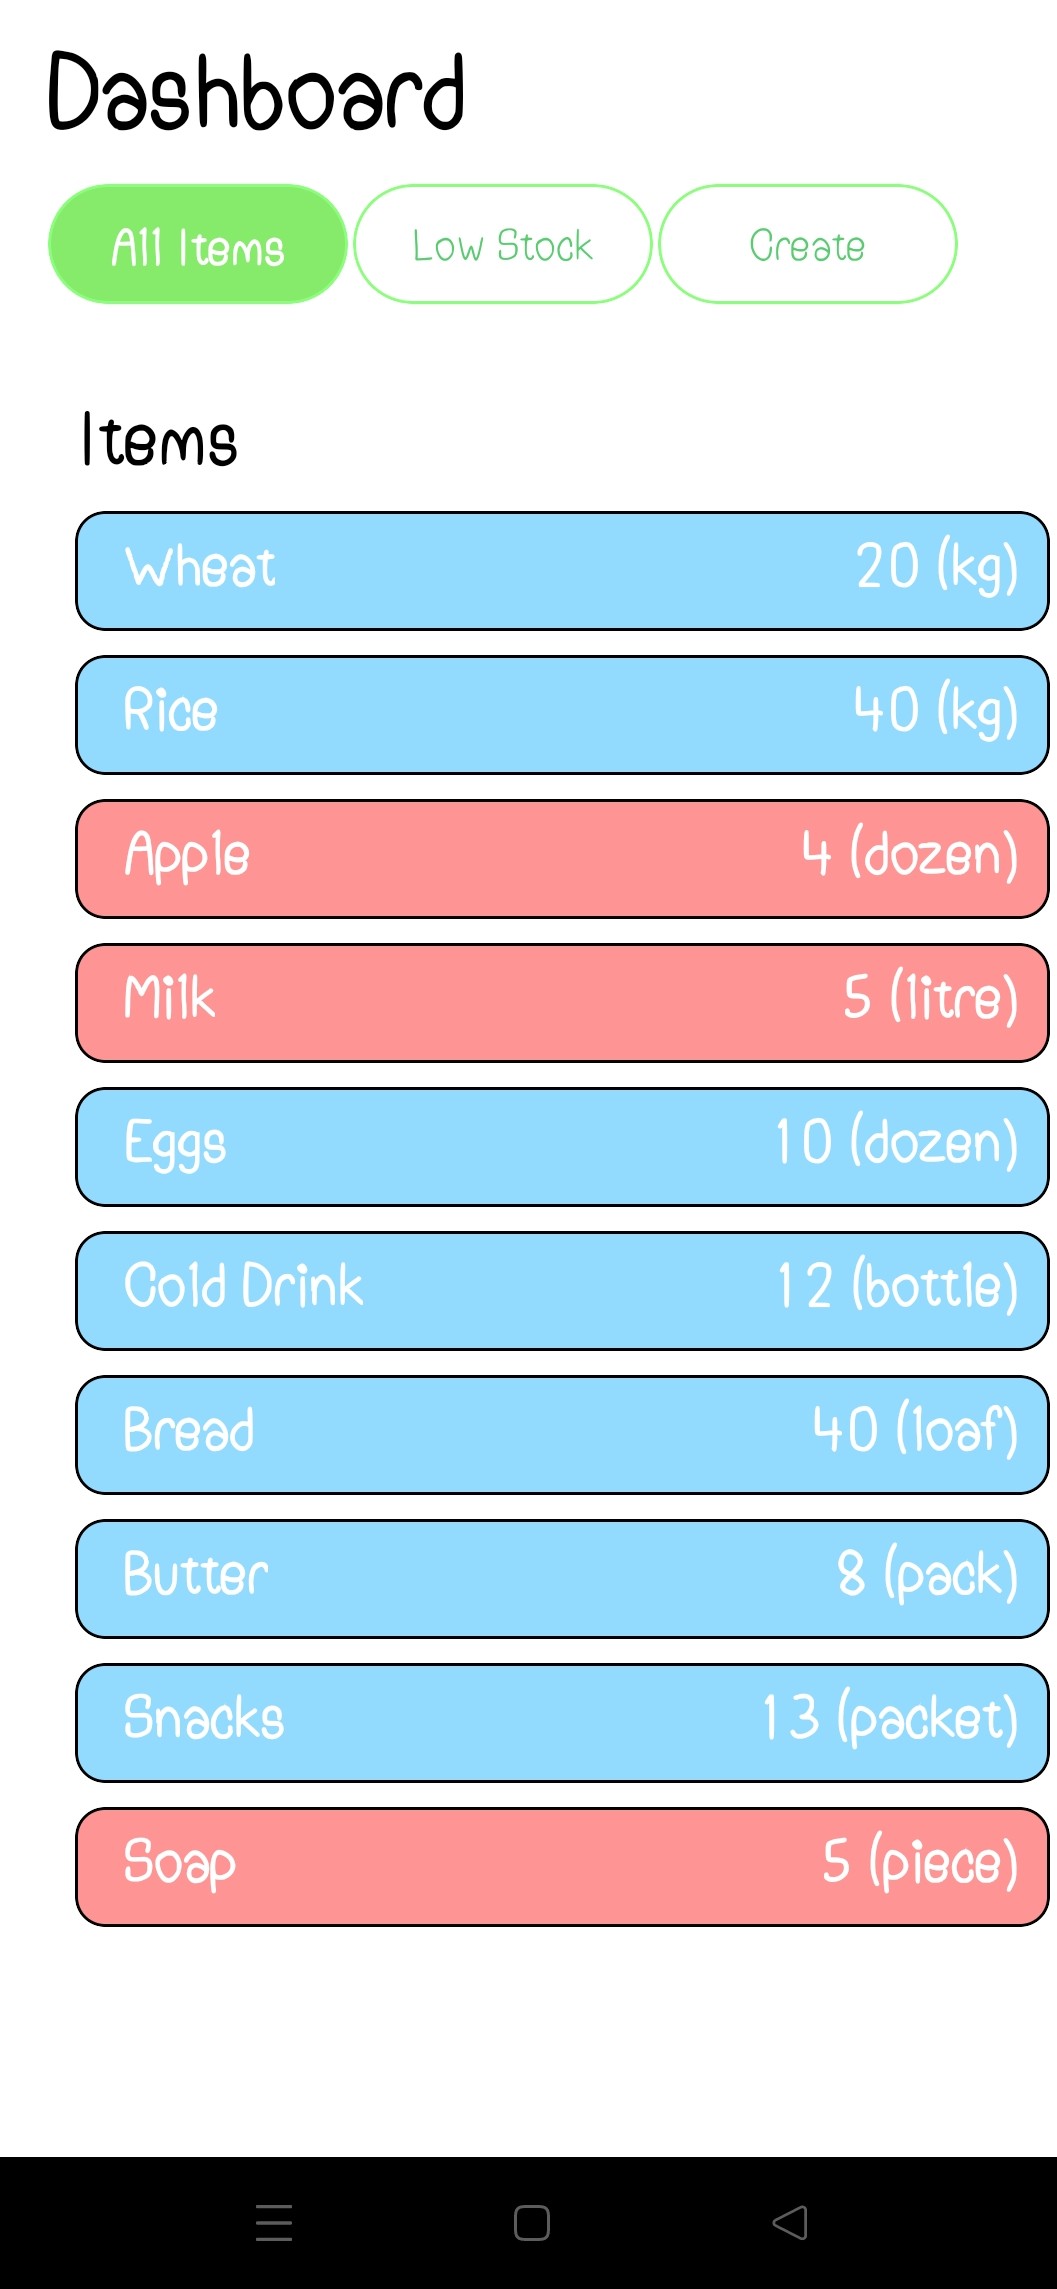 Dashboard
All Items Low Stock Create
Items
Wheat 20 (kg)
Rice 40 (kg)
Apple 4 (dozen)
Milk 5 (litre)
Eggs 10 (dozen)
Cold Drink 12 (bottle)
Bread 40 (loaf)
Butter 8 (pack)
Snacks 13 (packet)
Soap 5 (piece)